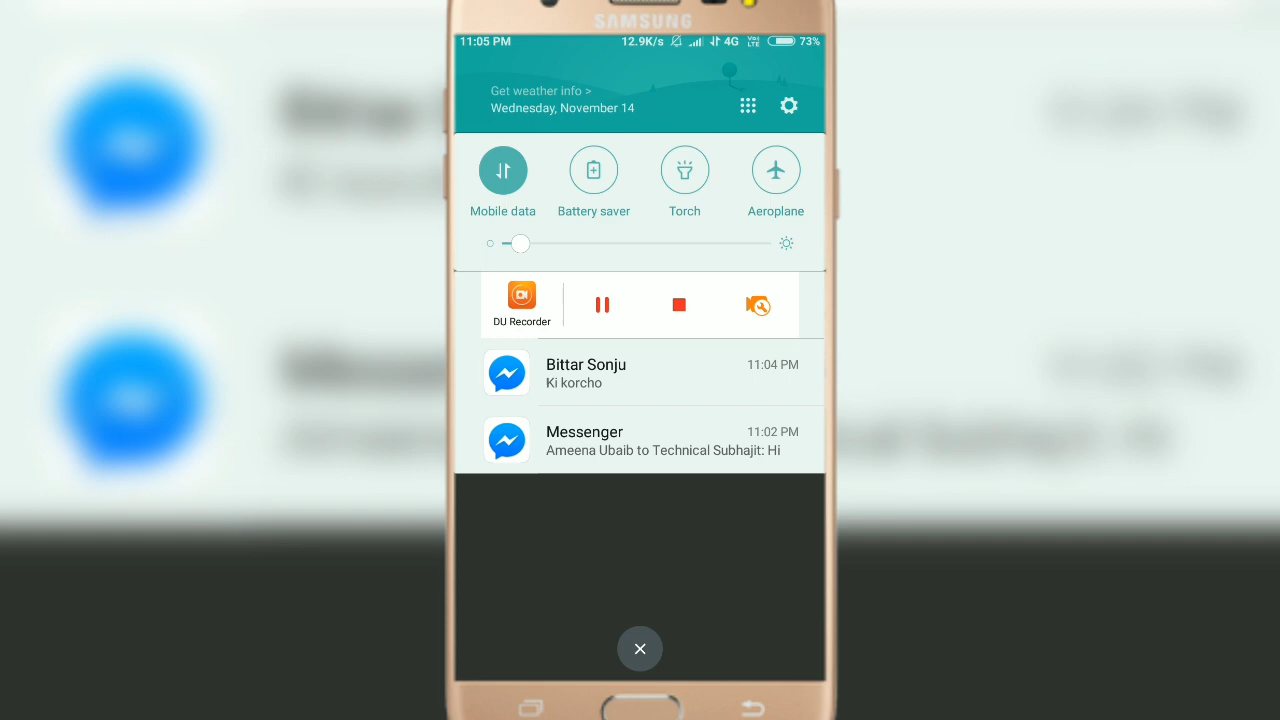 SAMSUNG
11:05 PM 12.9K/s 4G VoLTE 73%
Get weather info >
Wednesday, November 14
Mobile data Battery saver Torch Aeroplane
DU Recorder
Bittar Sonju 11:04 PM
Ki korcho
Messenger 11:02 PM
Ameena Ubaib to Technical Subhajit: Hi